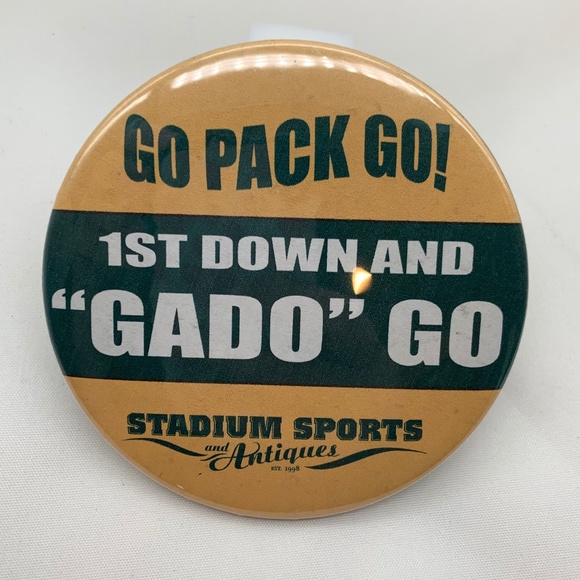 GO PACK GO!
1ST DOWN AND
“GADO” GO
STADIUM SPORTS
and Antiques
EST. 1998